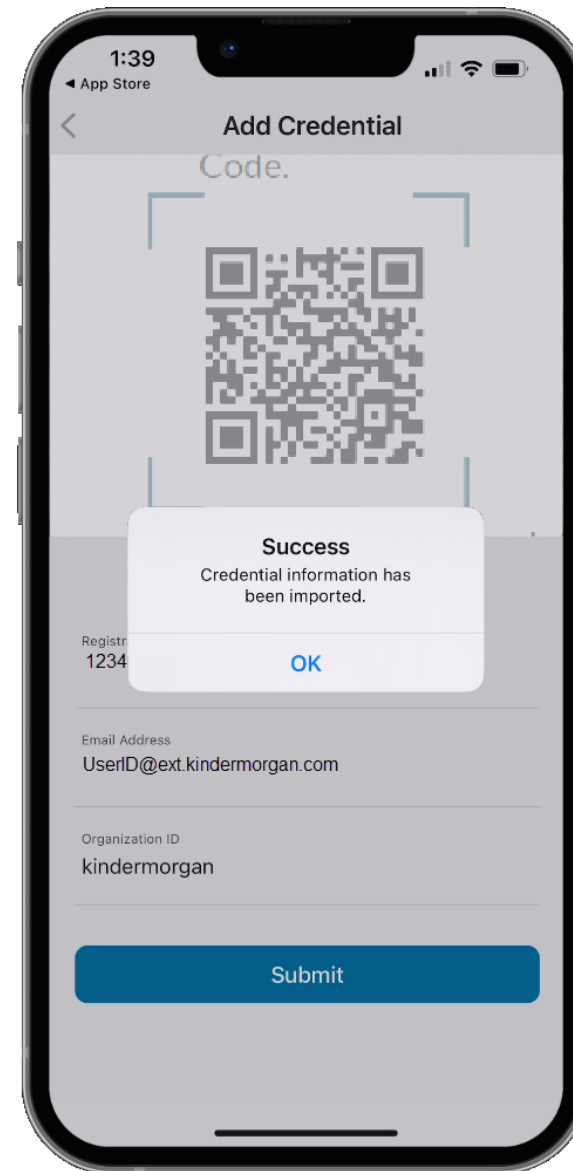 1:39
◀ App Store
Add Credential
Code.
Success
Credential information has
been imported.
OK
Registr
1234
Email Address
UserID@ext.kindermorgan.com
Organization ID
kindermorgan
Submit